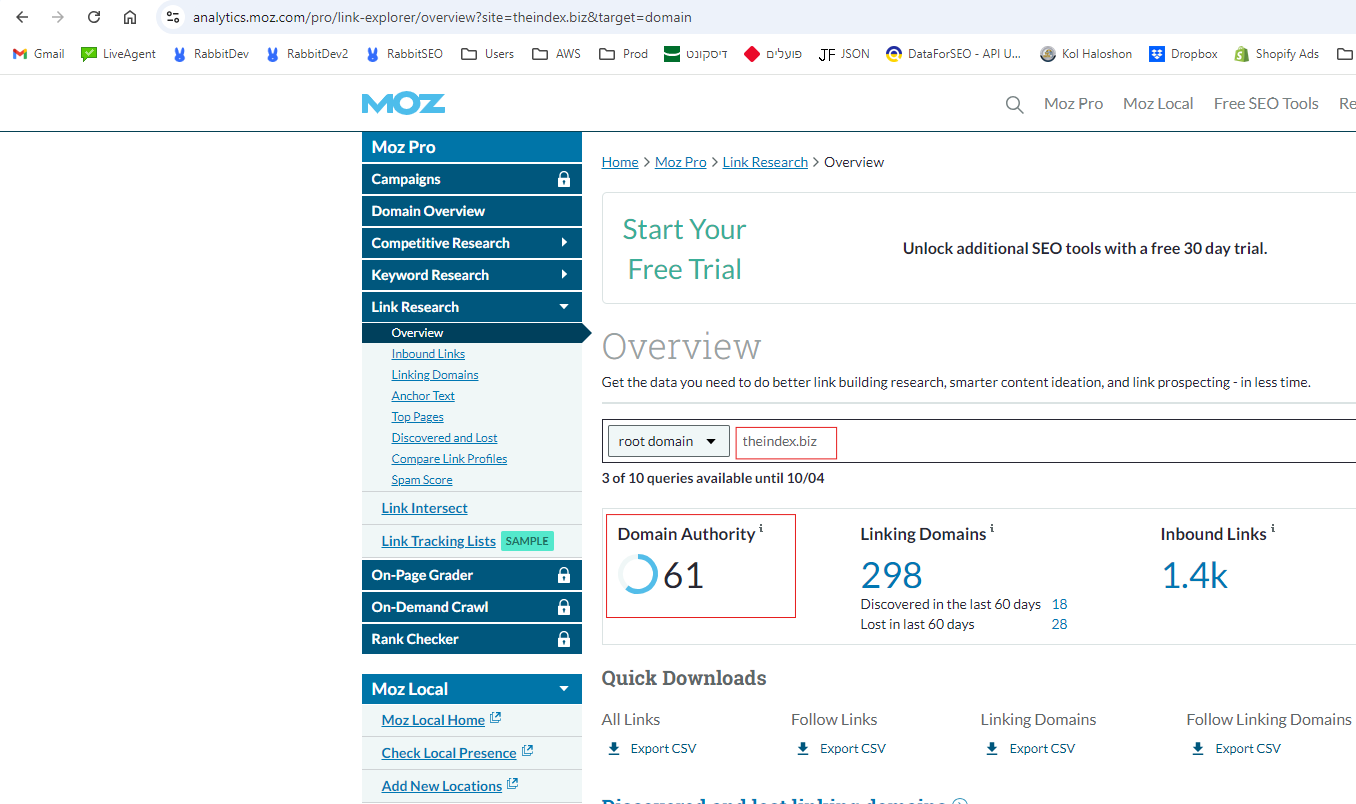 analytics.moz.com/pro/link-explorer/overview?site=theindex.biz&target=domain
Gmail LiveAgent RabbitDev RabbitDev2 RabbitSEO Users AWS Prod דיסקונט פועלים JF JSON DataForSEO - API U... Kol Haloshon Dropbox Shopify Ads
MOZ
Moz Pro Moz Local Free SEO Tools Re
Moz Pro
Campaigns
Domain Overview
Competitive Research
Keyword Research
Link Research
Overview
Inbound Links
Linking Domains
Anchor Text
Top Pages
Discovered and Lost
Compare Link Profiles
Spam Score
Link Intersect
Link Tracking Lists SAMPLE
On-Page Grader
On-Demand Crawl
Rank Checker
Moz Local
Moz Local Home
Check Local Presence
Add New Locations
Home > Moz Pro > Link Research > Overview
Start Your
Free Trial
Unlock additional SEO tools with a free 30 day trial.
Overview
Get the data you need to do better link building research, smarter content ideation, and link prospecting - in less time.
root domain theindex.biz
3 of 10 queries available until 10/04
Domain Authority i Linking Domains i Inbound Links i
61 298 1.4k
Discovered in the last 60 days 18
Lost in last 60 days 28
Quick Downloads
All Links Follow Links Linking Domains Follow Linking Domains
Export CSV Export CSV Export CSV Export CSV
Discovered and lost linking domains